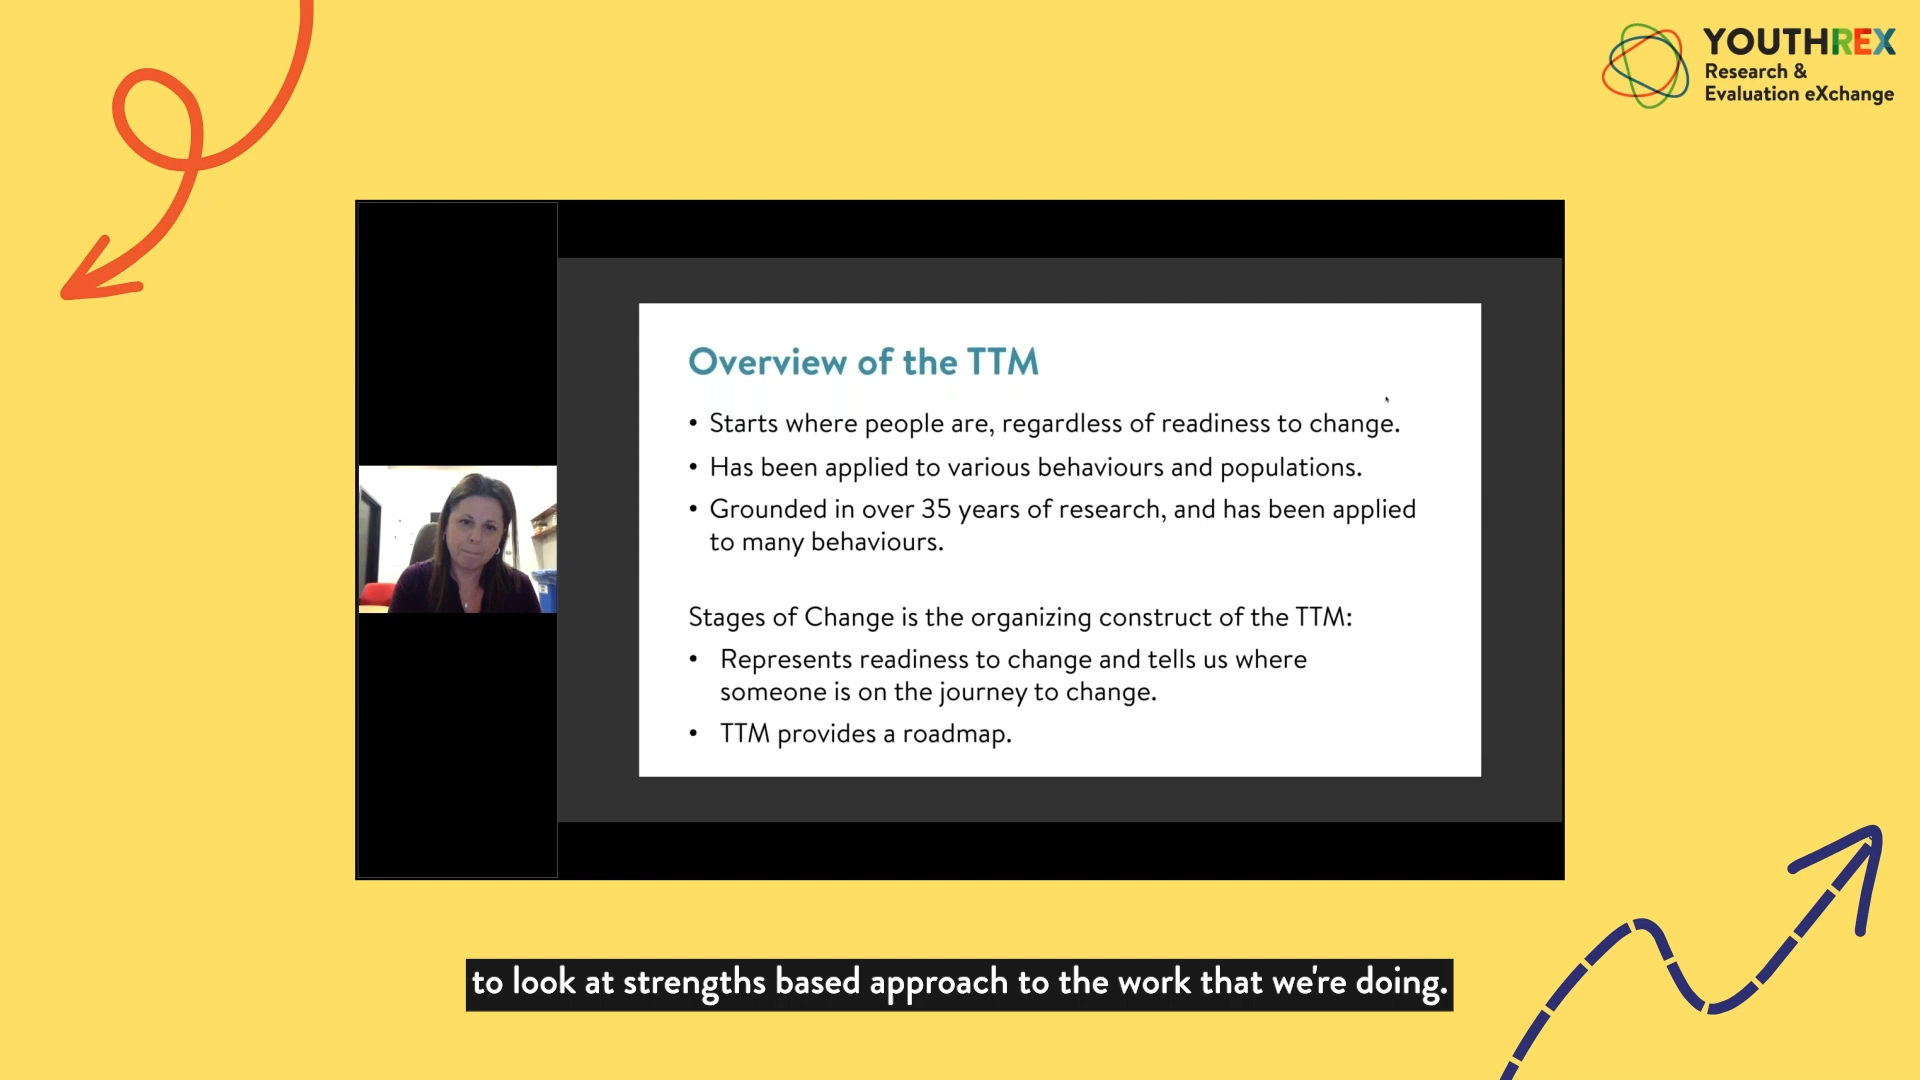 YOUTHREX
Research &
Evaluation eXchange
Overview of the TTM
• Starts where people are, regardless of readiness to change.
• Has been applied to various behaviours and populations.
• Grounded in over 35 years of research, and has been applied
to many behaviours.
Stages of Change is the organizing construct of the TTM:
• Represents readiness to change and tells us where
someone is on the journey to change.
• TTM provides a roadmap.
to look at strengths based approach to the work that we're doing.